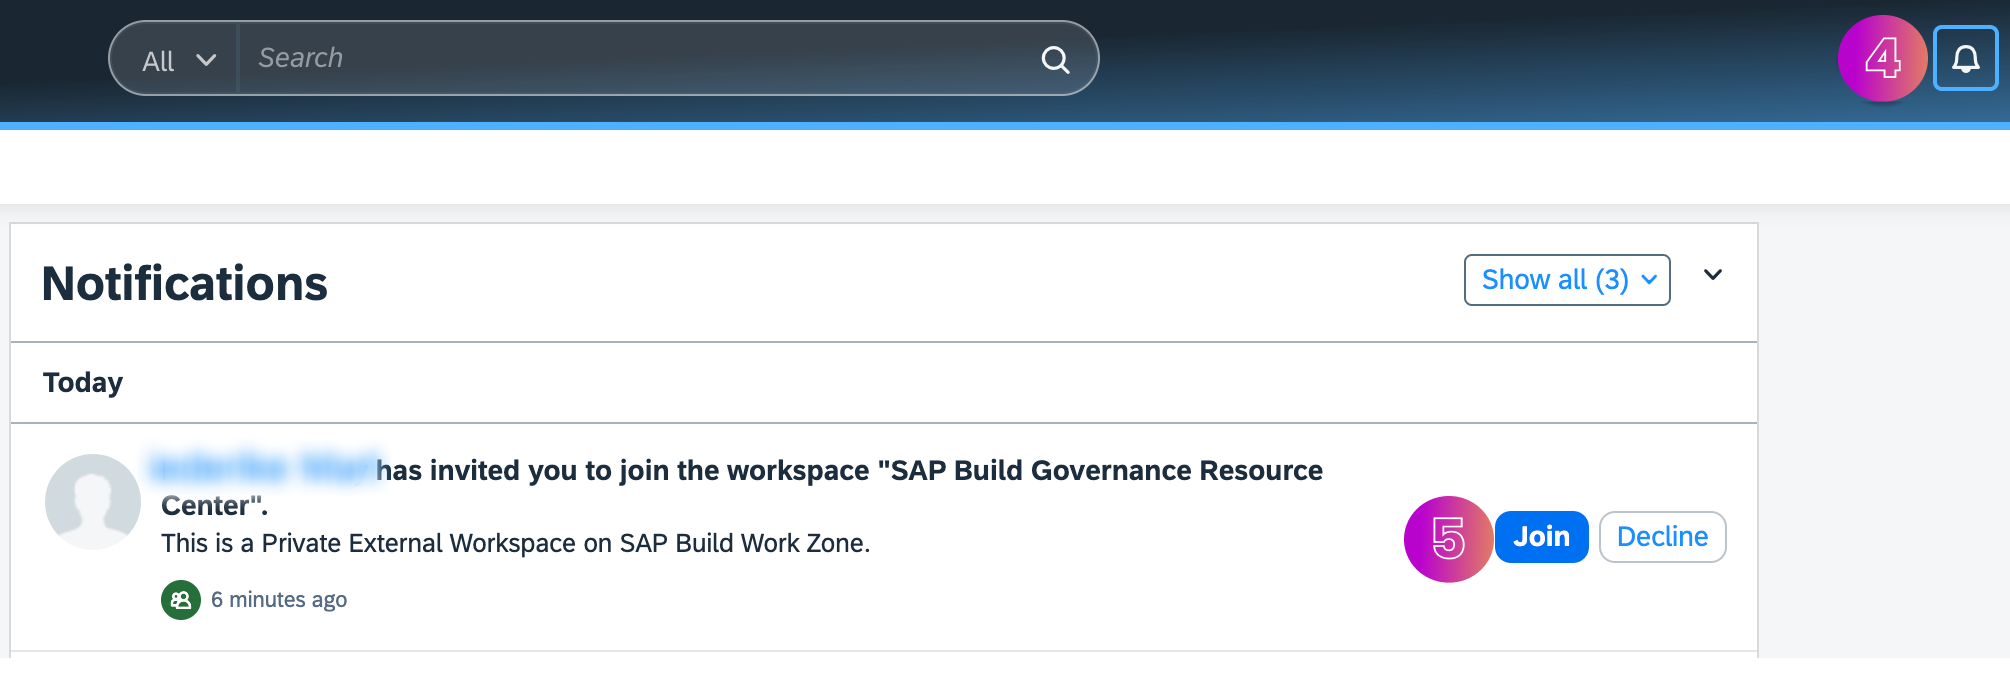 All
Search
4
Notifications
Show all (3)
Today
has invited you to join the workspace "SAP Build Governance Resource
Center".
This is a Private External Workspace on SAP Build Work Zone.
5
Join
Decline
6 minutes ago